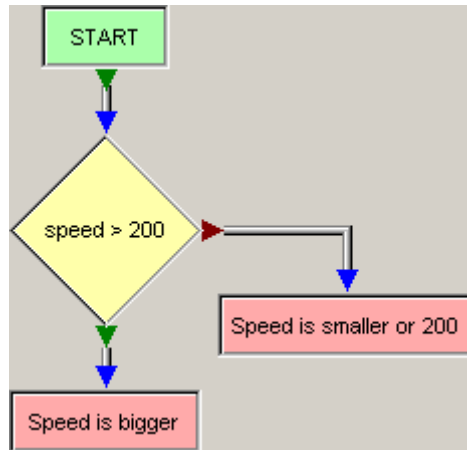 START
speed > 200
Speed is smaller or 200
Speed is bigger